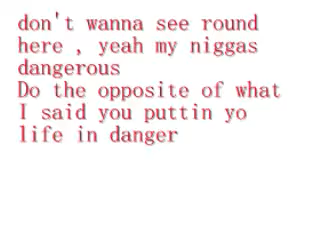 don't wanna see round
here , yeah my niggas
dangerous
Do the opposite of what
I said you puttin yo
life in danger